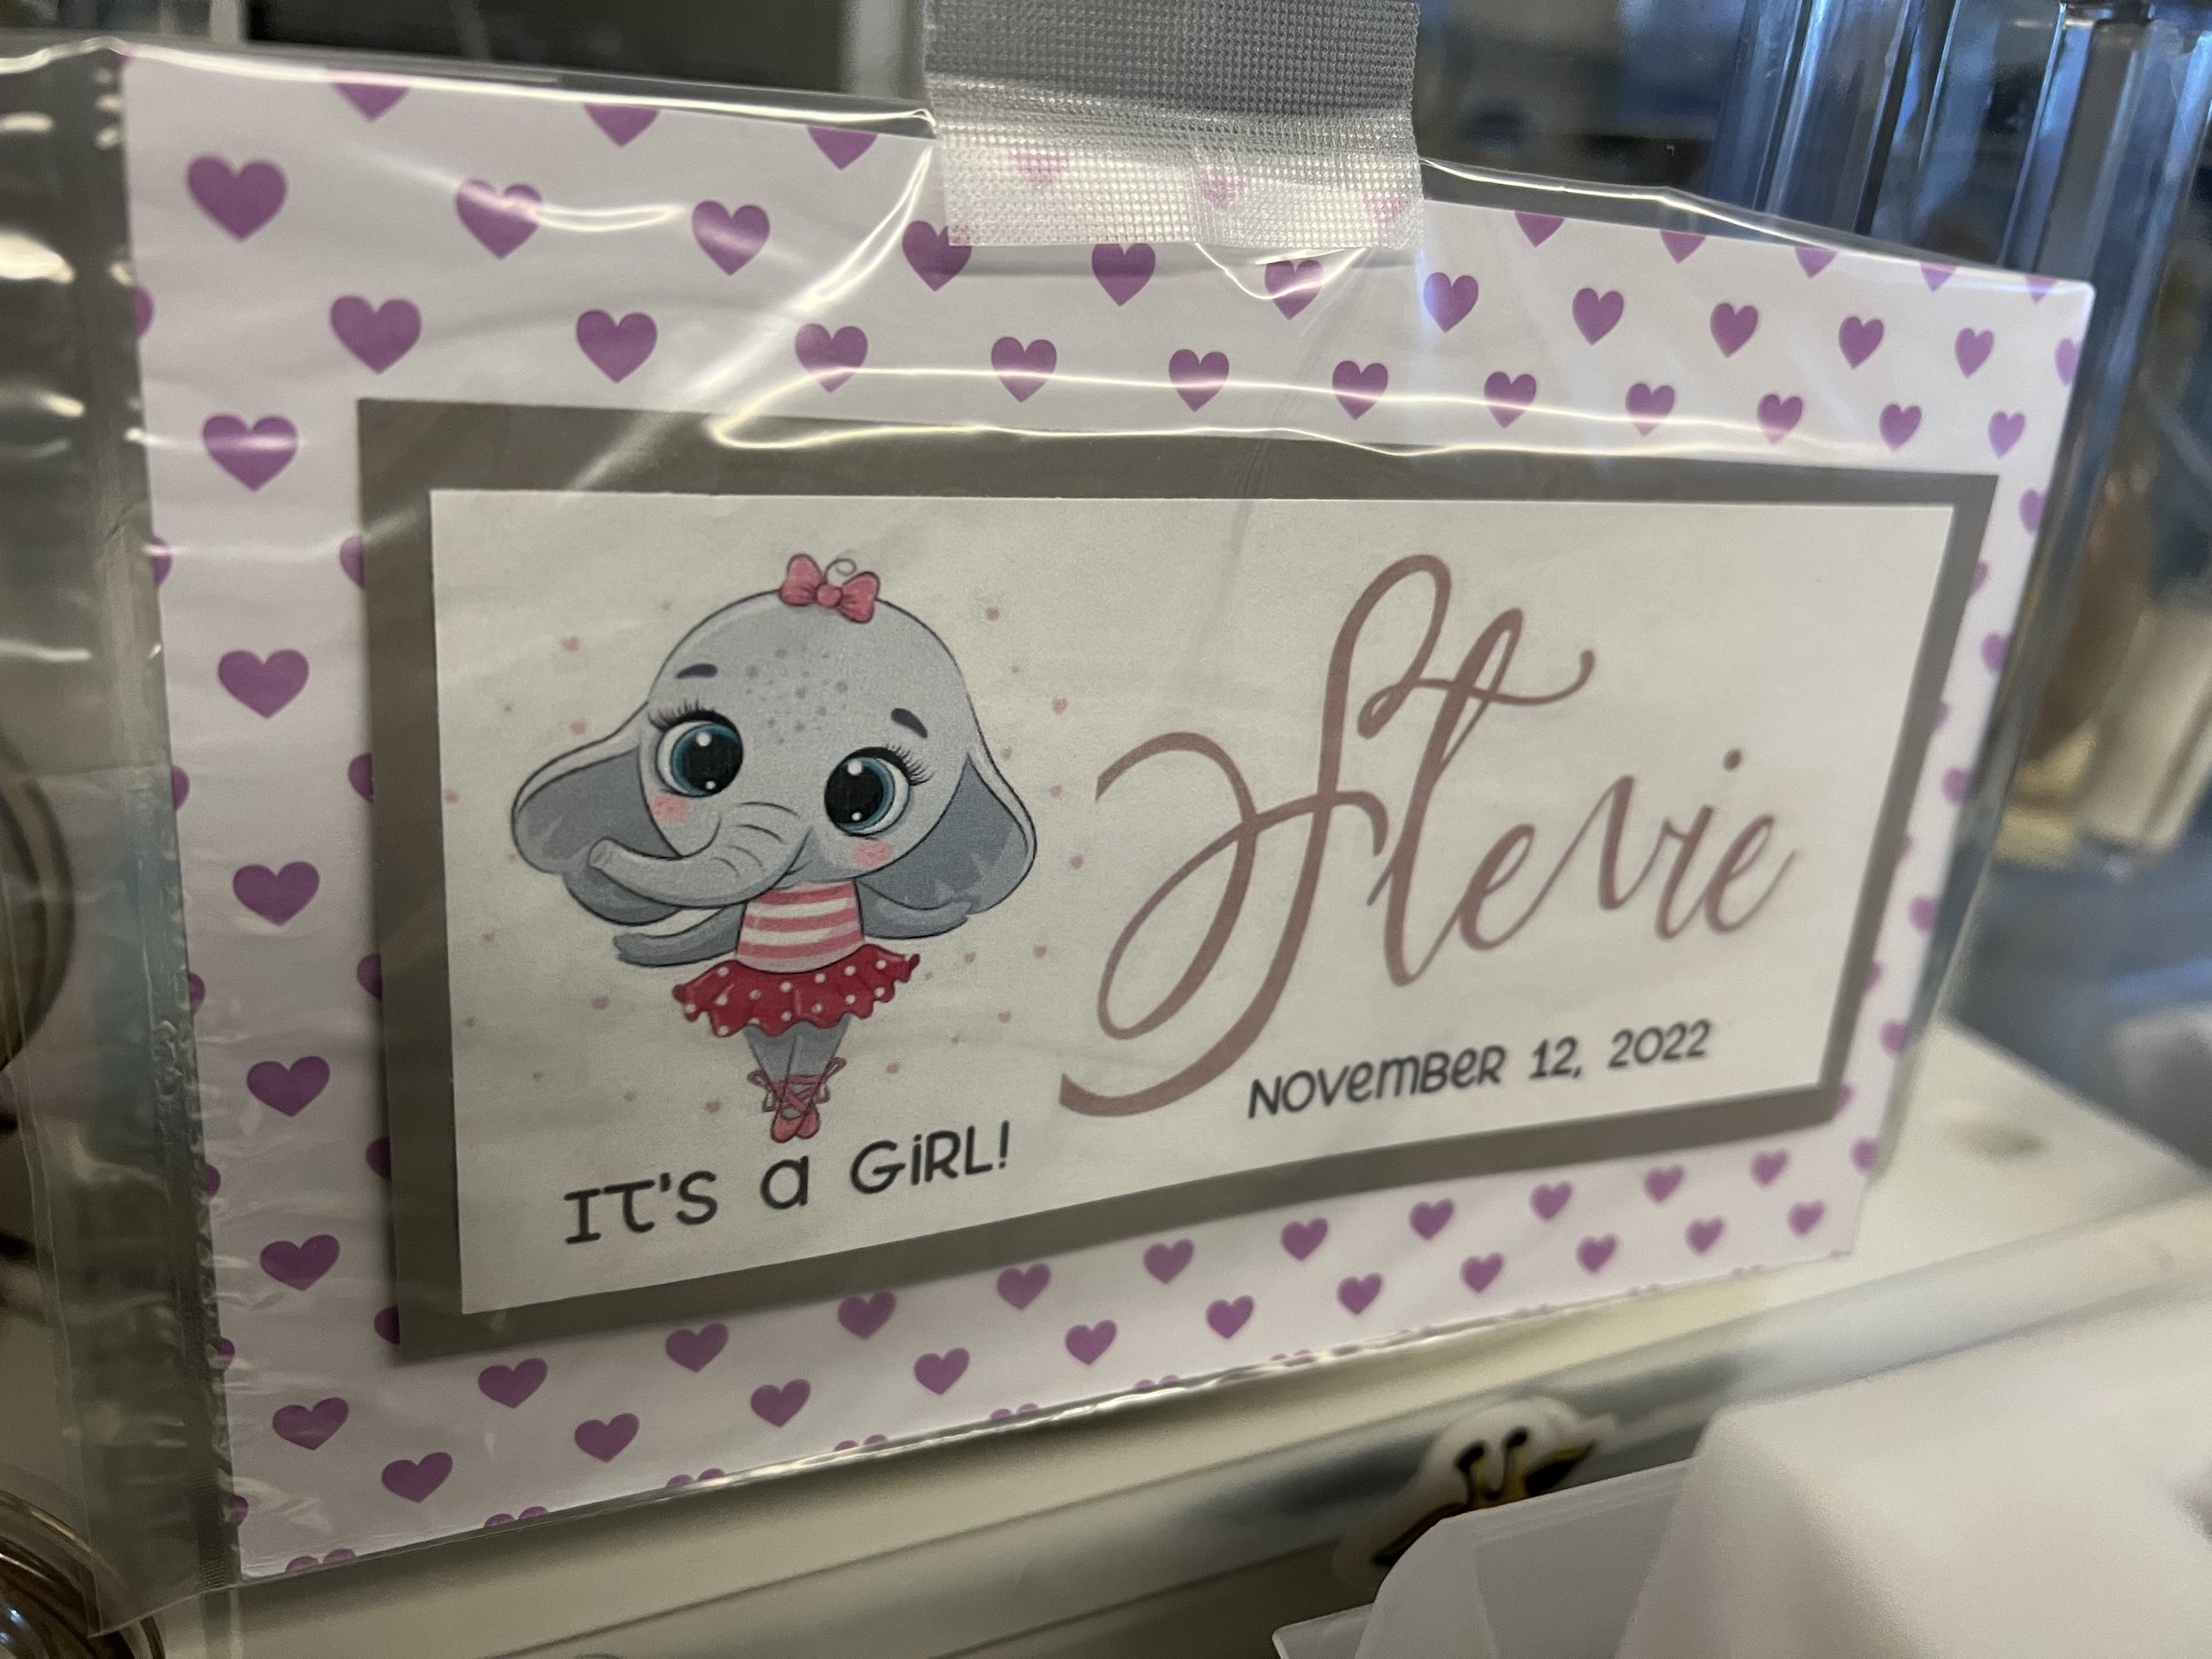 Stevie
NOVEMBER 12, 2022
IT'S a GiRL!